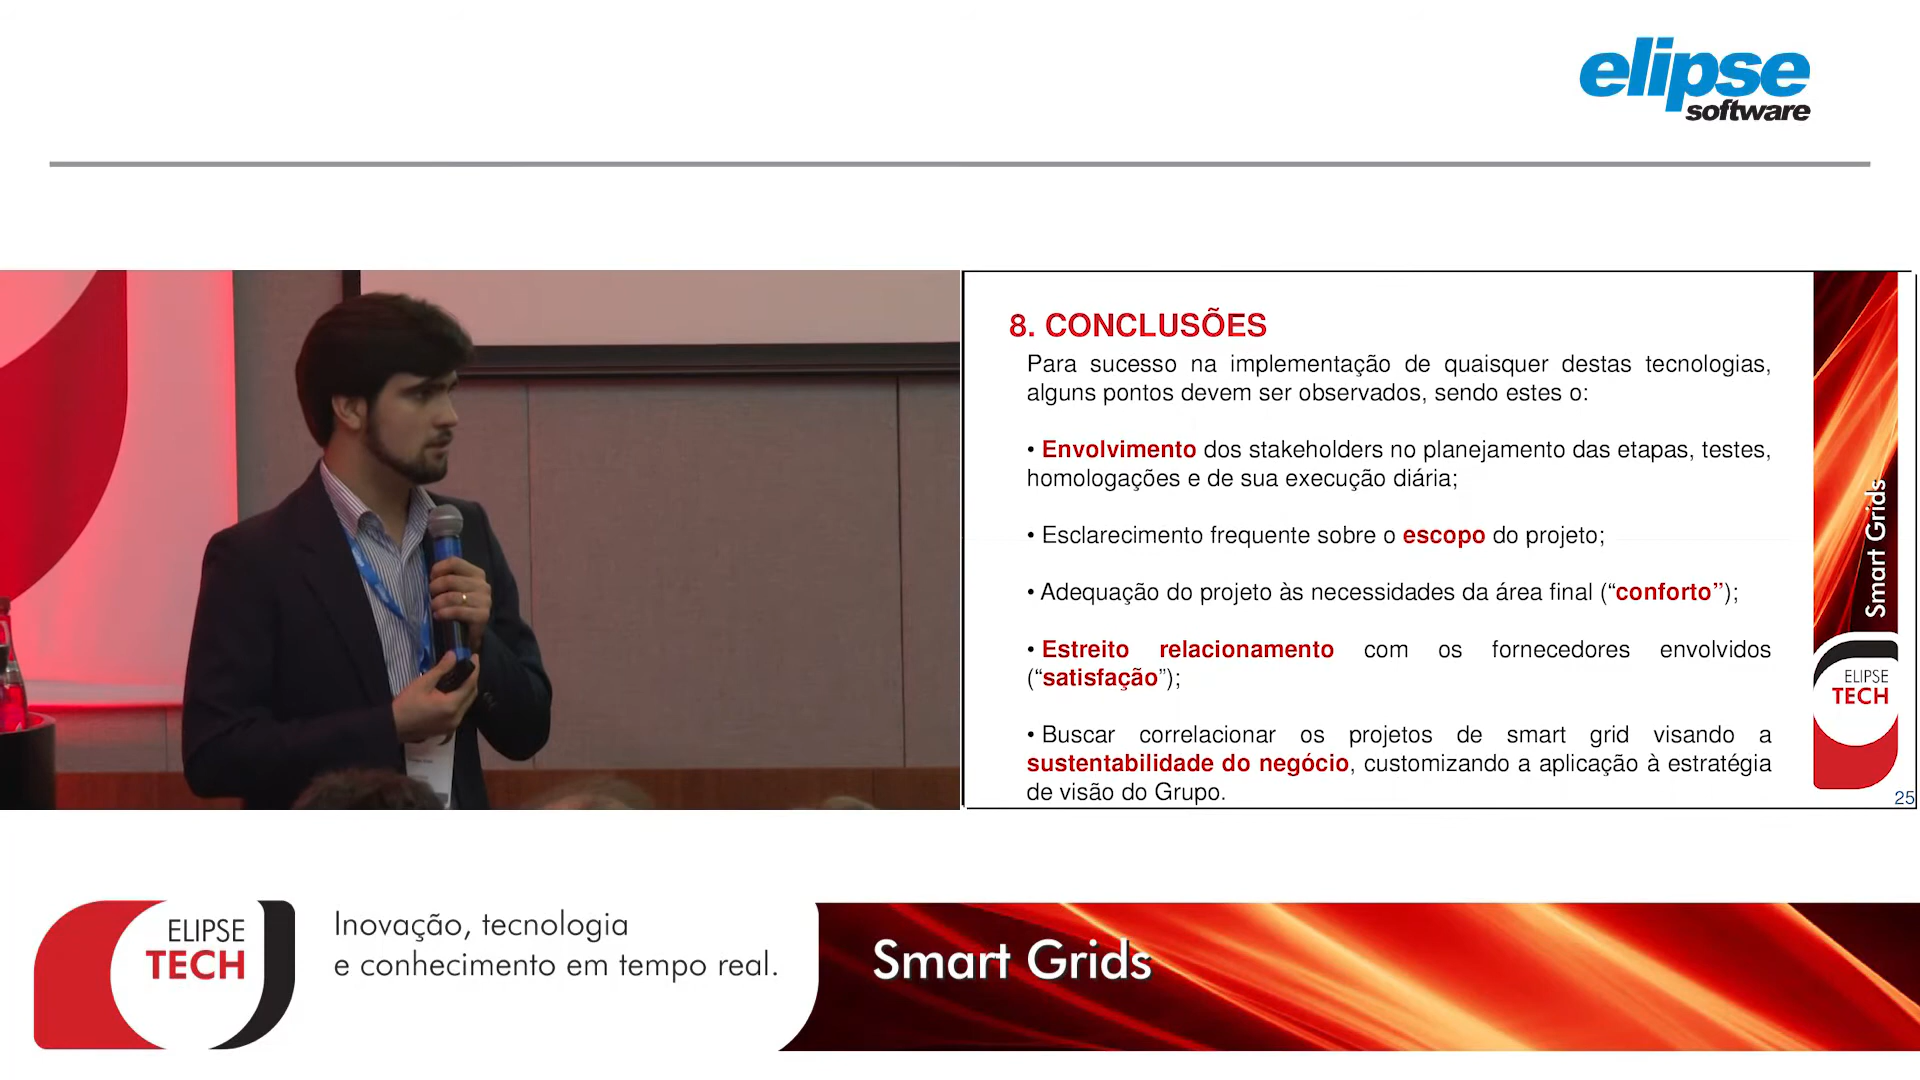 elipse
software
8. CONCLUSÕES
Para sucesso na implementação de quaisquer destas tecnologias,
alguns pontos devem ser observados, sendo estes o:
• Envolvimento dos stakeholders no planejamento das etapas, testes,
homologações e de sua execução diária;
• Esclarecimento frequente sobre o escopo do projeto;
• Adequação do projeto às necessidades da área final (“conforto”);
• Estreito relacionamento com os fornecedores envolvidos
(“satisfação”);
• Buscar correlacionar os projetos de smart grid visando a
sustentabilidade do negócio, customizando a aplicação à estratégia
de visão do Grupo.
Smart Grids
ELIPSE
TECH
25
ELIPSE
TECH
Inovação, tecnologia
e conhecimento em tempo real.
Smart Grids